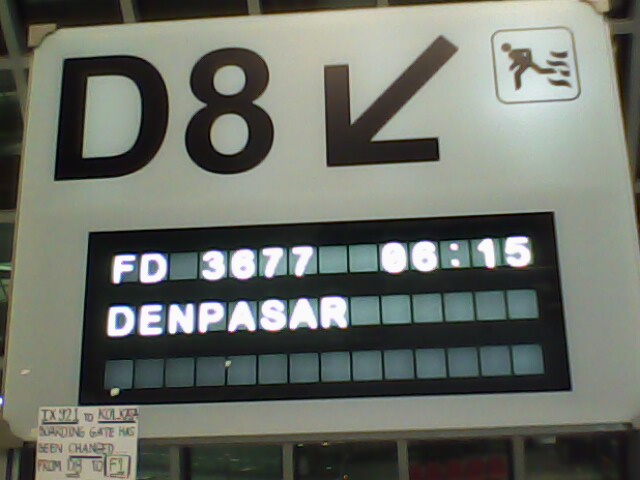 D8
FD 3677 06:15
DENPASAR
IX 921 TO KOLKATA
BOARDING GATE HAS
BEEN CHANGED
FROM D8 TO F1